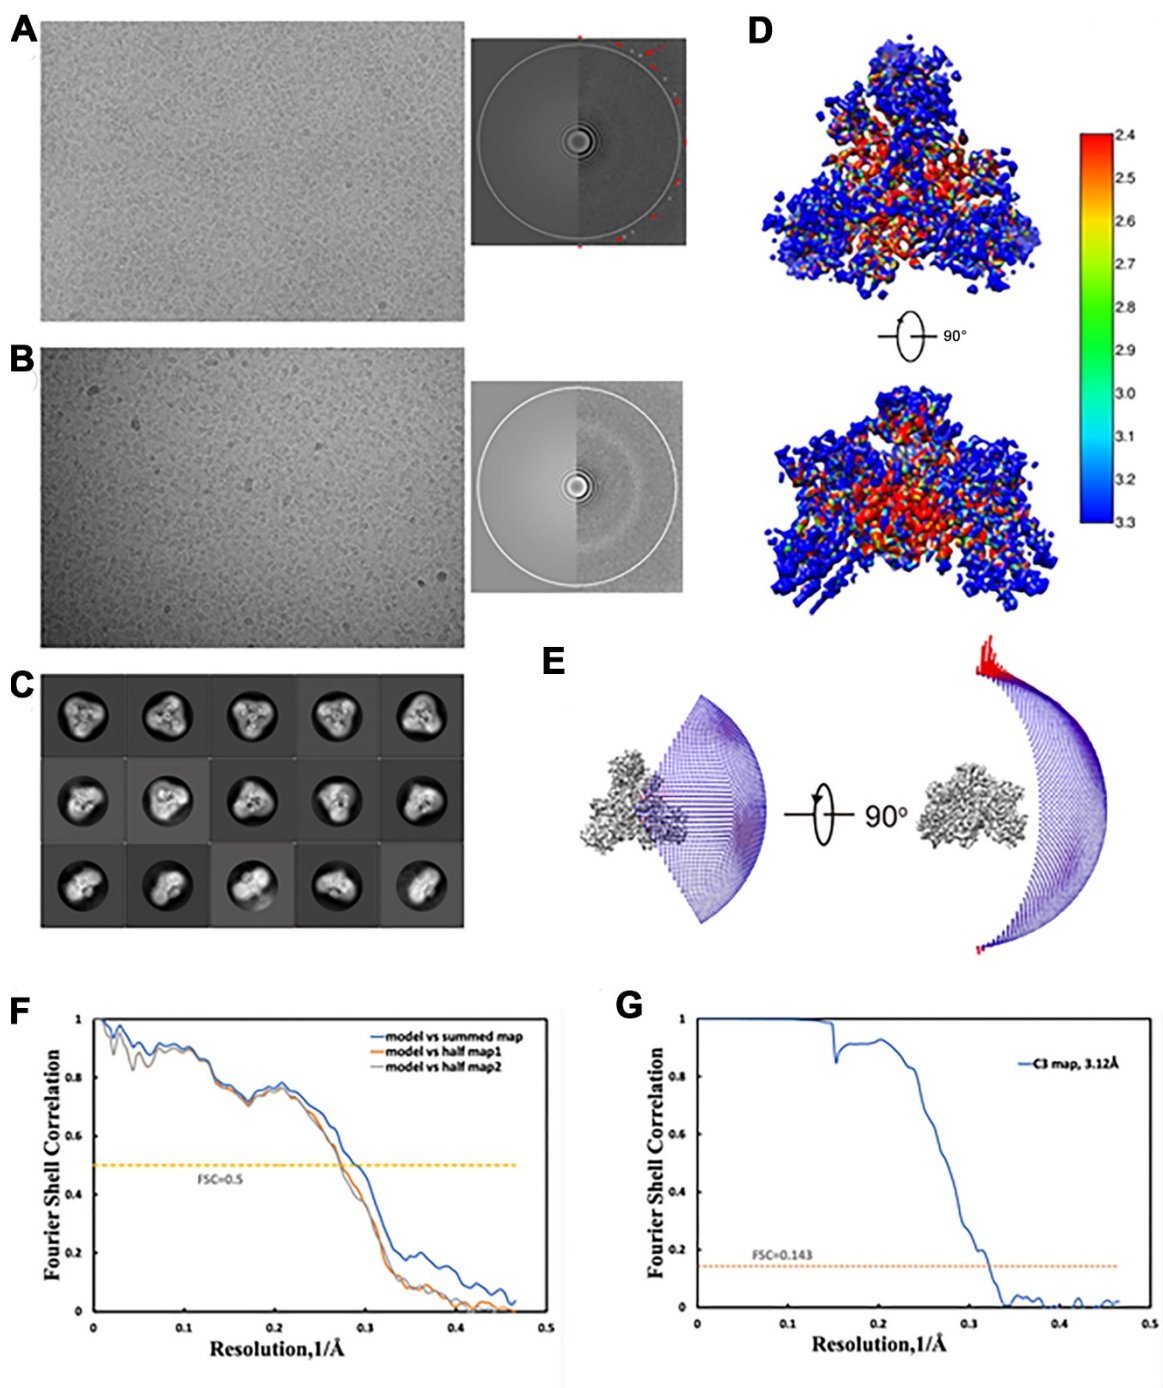 A
D
2.4
2.5
2.6
2.7
2.8
2.9
3.0
3.1
3.2
3.3
90°
B
C
E
90°
F
1
0.8
0.6
0.4
0.2
0
Fourier Shell Correlation
model vs summed map
model vs half map1
model vs half map2
FSC=0.5
0
0.1
0.2
0.3
0.4
0.5
Resolution,1/Å
G
1
0.8
0.6
0.4
0.2
0
Fourier Shell Correlation
C3 map, 3.12Å
FSC=0.143
0
0.1
0.2
0.3
0.4
0.5
Resolution,1/Å